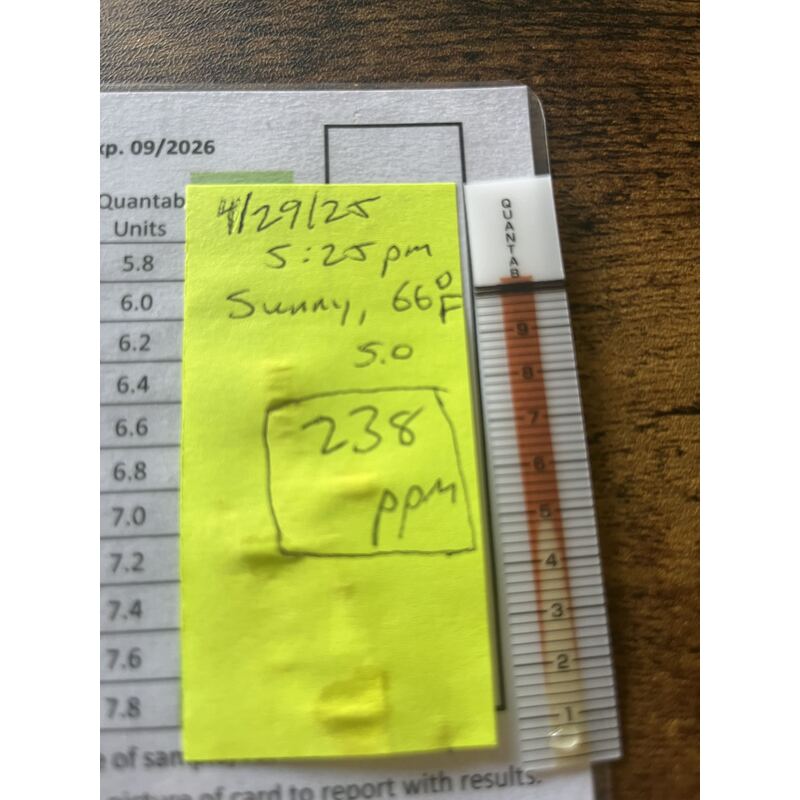 xp. 09/2026
Quantab
Units
5.8
6.0
6.2
6.4
6.6
6.8
7.0
7.2
7.4
7.6
7.8
4/29/25
5:25 pm
Sunny, 66°F
5.0
238
ppm
QUANTAB
9
8
7
6
5
4
3
2
1
e of
picture of card to report with results.